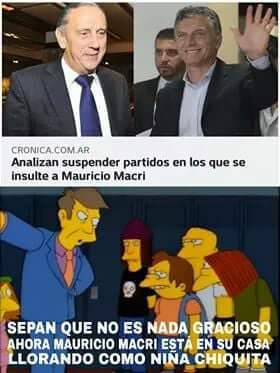 CRONICA.COM.AR
Analizan suspender partidos en los que se
insulte a Mauricio Macri
SEPAN QUE NO ES NADA GRACIOSO
AHORA MAURICIO MACRI ESTÁ EN SU CASA
LLORANDO COMO NIÑA CHIQUITA